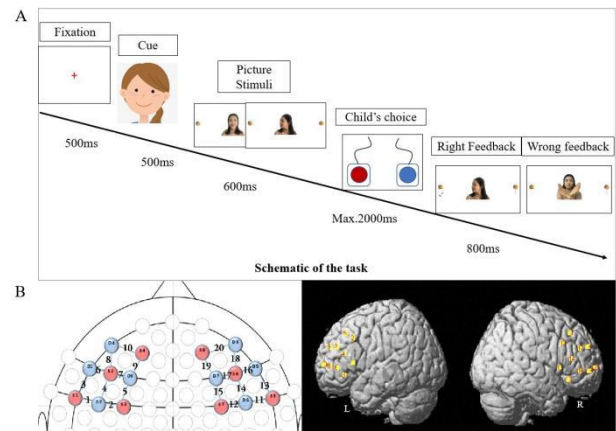 A
Fixation
Cue
Picture
Stimuli
Child's choice
Right Feedback
Wrong feedback
500ms
500ms
600ms
Max.2000ms
800ms
Schematic of the task
B
10
20
8
18
9
19
6
7
17
16
3
4
5
15
14
13
1
2
12
11
L
R